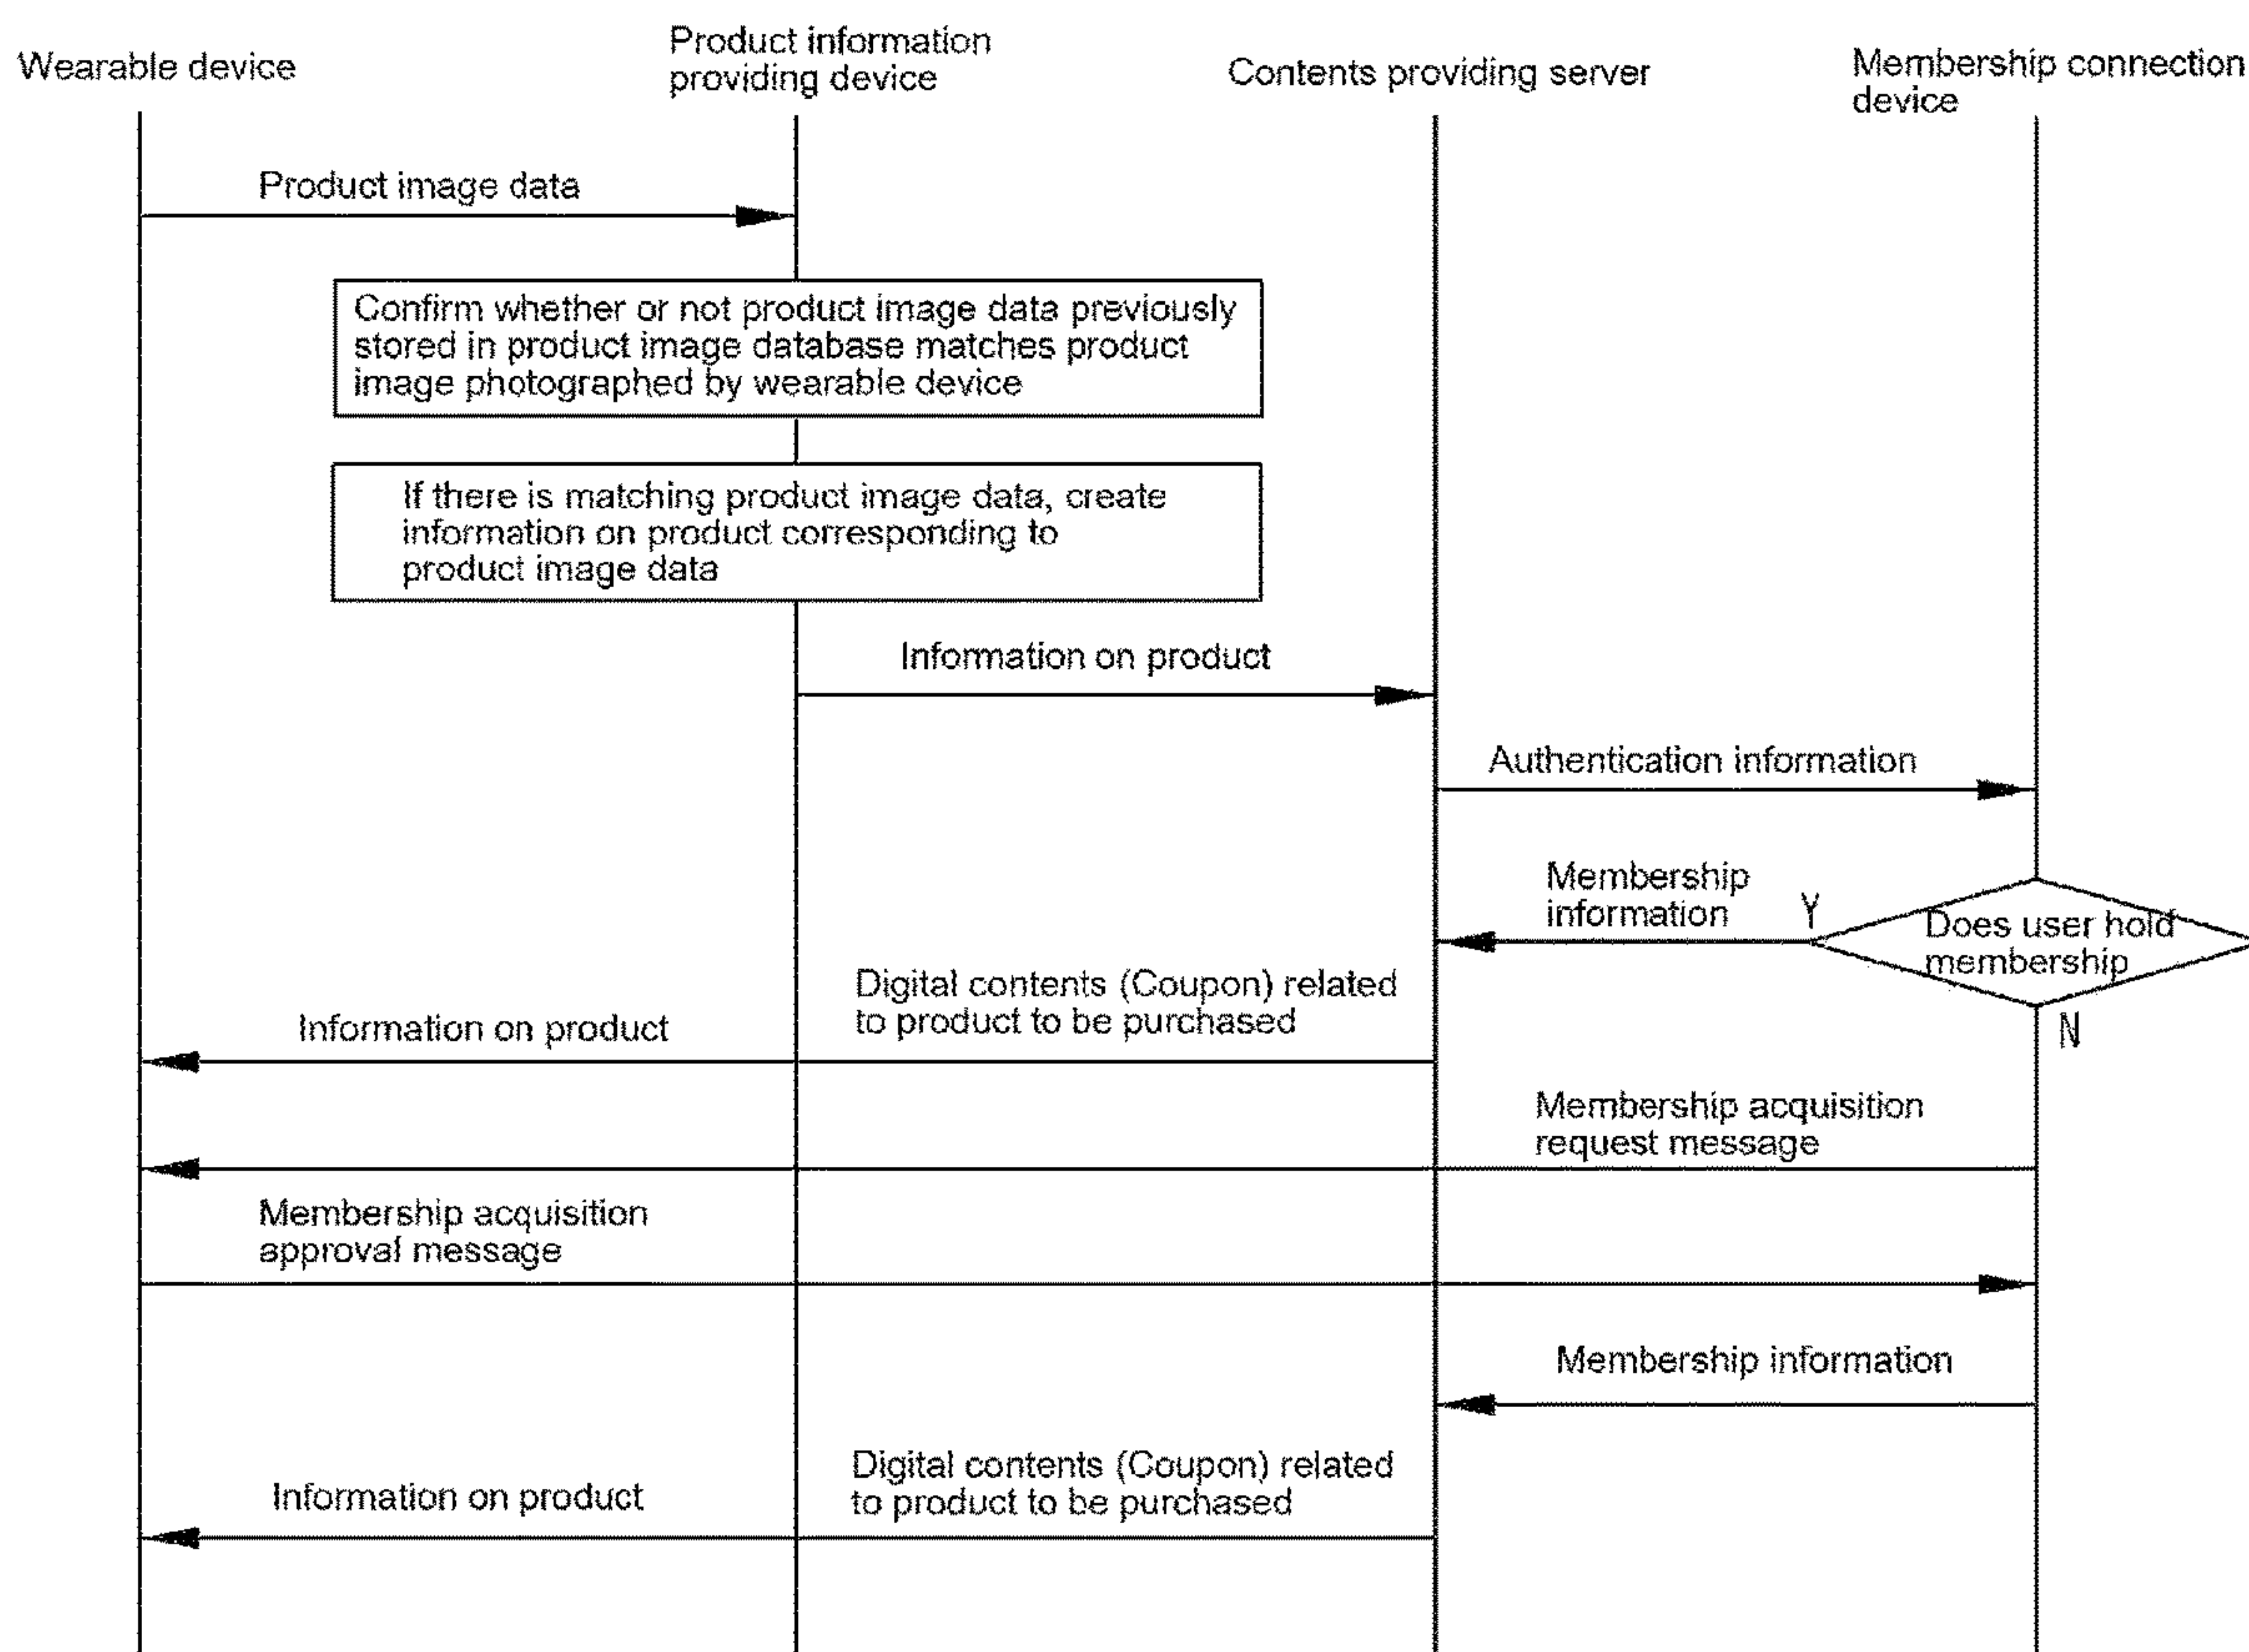 Wearable device
Product information
providing device
Contents providing server
Membership connection
device
Product image data
Confirm whether or not product image data previously
stored in product image database matches product
image photographed by wearable device
If there is matching product image data, create
information on product corresponding to
product image data
Information on product
Authentication information
Membership
information
Y
Does user hold
membership
N
Digital contents (Coupon) related
to product to be purchased
Information on product
Membership acquisition
request message
Membership acquisition
approval message
Membership information
Digital contents (Coupon) related
to product to be purchased
Information on product